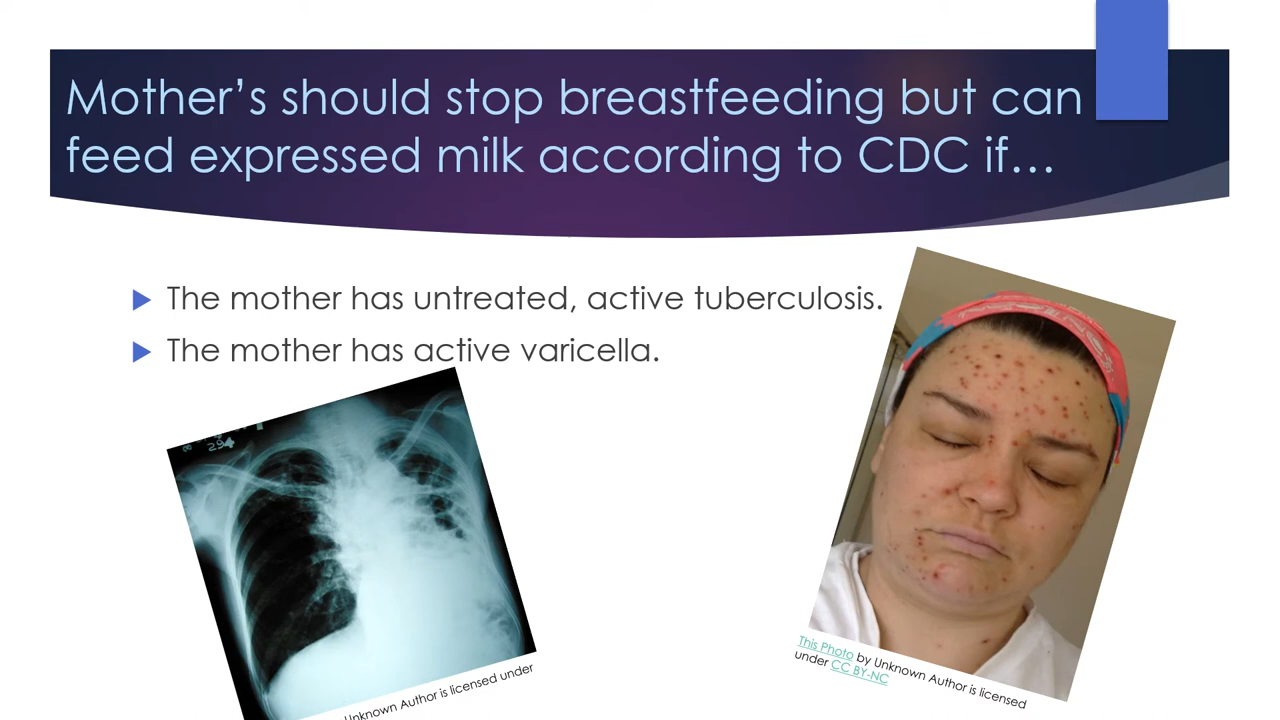 Mother’s should stop breastfeeding but can
feed expressed milk according to CDC if…
The mother has untreated, active tuberculosis.
The mother has active varicella.
294
This Photo by Unknown Author is licensed
under CC BY-NC
Unknown Author is licensed under